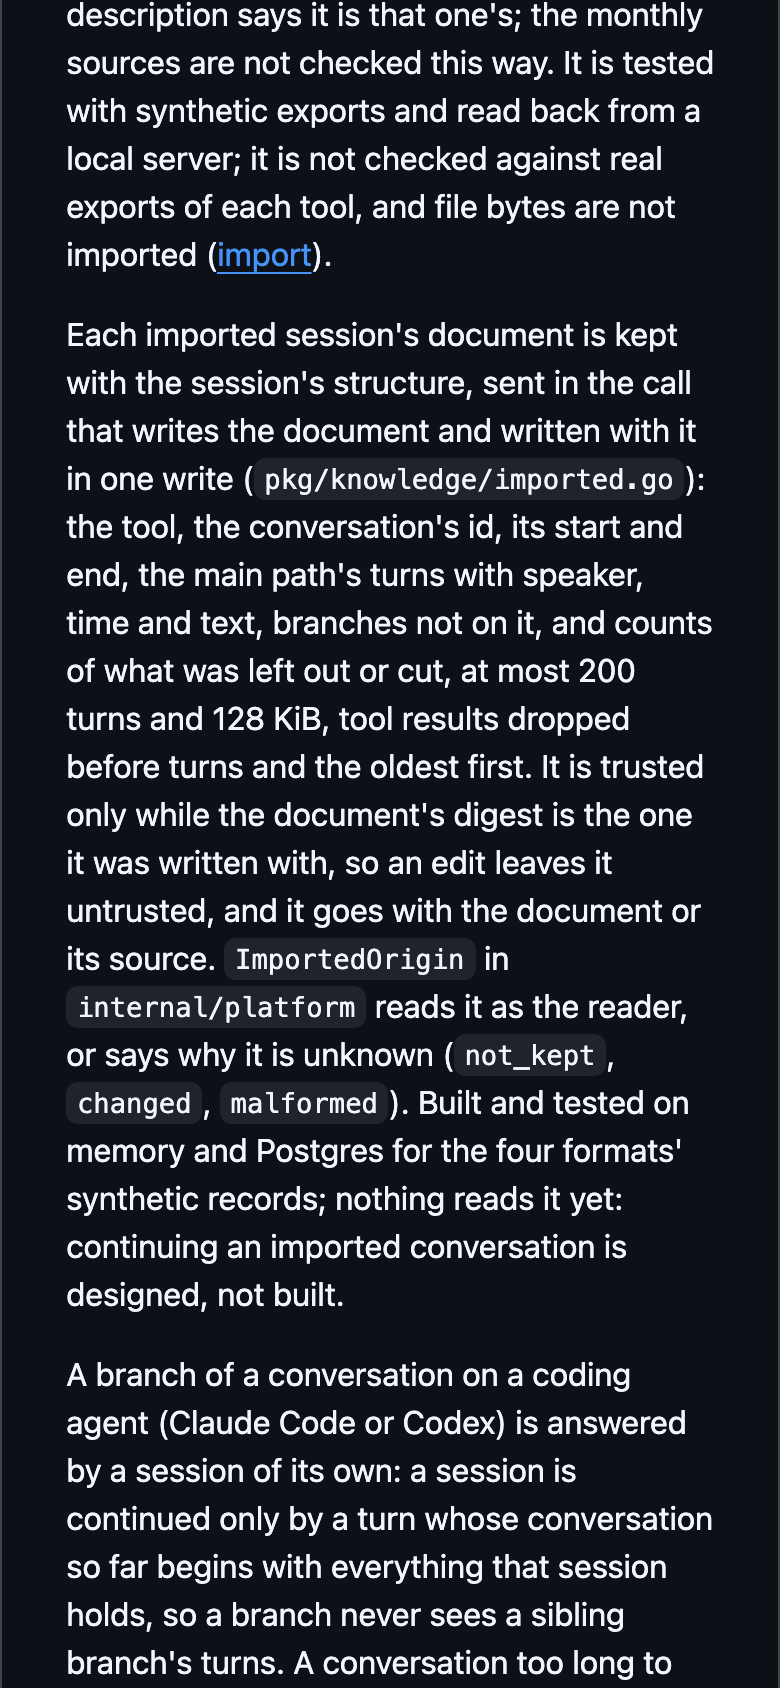 description says it is that one's; the monthly
sources are not checked this way. It is tested
with synthetic exports and read back from a
local server; it is not checked against real
exports of each tool, and file bytes are not
imported (import).
Each imported session's document is kept
with the session's structure, sent in the call
that writes the document and written with it
in one write ( pkg/knowledge/imported.go ):
the tool, the conversation's id, its start and
end, the main path's turns with speaker,
time and text, branches not on it, and counts
of what was left out or cut, at most 200
turns and 128 KiB, tool results dropped
before turns and the oldest first. It is trusted
only while the document's digest is the one
it was written with, so an edit leaves it
untrusted, and it goes with the document or
its source. ImportedOrigin in
internal/platform reads it as the reader,
or says why it is unknown ( not_kept ,
changed , malformed ). Built and tested on
memory and Postgres for the four formats'
synthetic records; nothing reads it yet:
continuing an imported conversation is
designed, not built.
A branch of a conversation on a coding
agent (Claude Code or Codex) is answered
by a session of its own: a session is
continued only by a turn whose conversation
so far begins with everything that session
holds, so a branch never sees a sibling
branch's turns. A conversation too long to